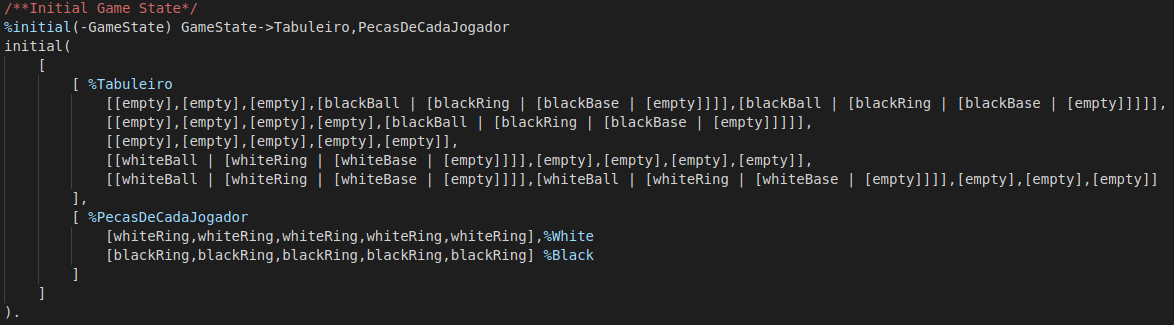 /**Initial Game State*/
%initial(-GameState) GameState->Tabuleiro,PecasDeCadaJogador
initial(
    [
        [ %Tabuleiro
            [[empty],[empty],[empty],[blackBall | [blackRing | [blackBase | [empty]]]],[blackBall | [blackRing | [blackBase | [empty]]]]],
            [[empty],[empty],[empty],[empty],[blackBall | [blackRing | [blackBase | [empty]]]]],
            [[empty],[empty],[empty],[empty],[empty]],
            [[whiteBall | [whiteRing | [whiteBase | [empty]]]],[empty],[empty],[empty],[empty]],
            [[whiteBall | [whiteRing | [whiteBase | [empty]]]],[whiteBall | [whiteRing | [whiteBase | [empty]]]],[empty],[empty],[empty]]
        ],
        [ %PecasDeCadaJogador
            [whiteRing,whiteRing,whiteRing,whiteRing,whiteRing],%White
            [blackRing,blackRing,blackRing,blackRing,blackRing] %Black
        ]
    ]
).